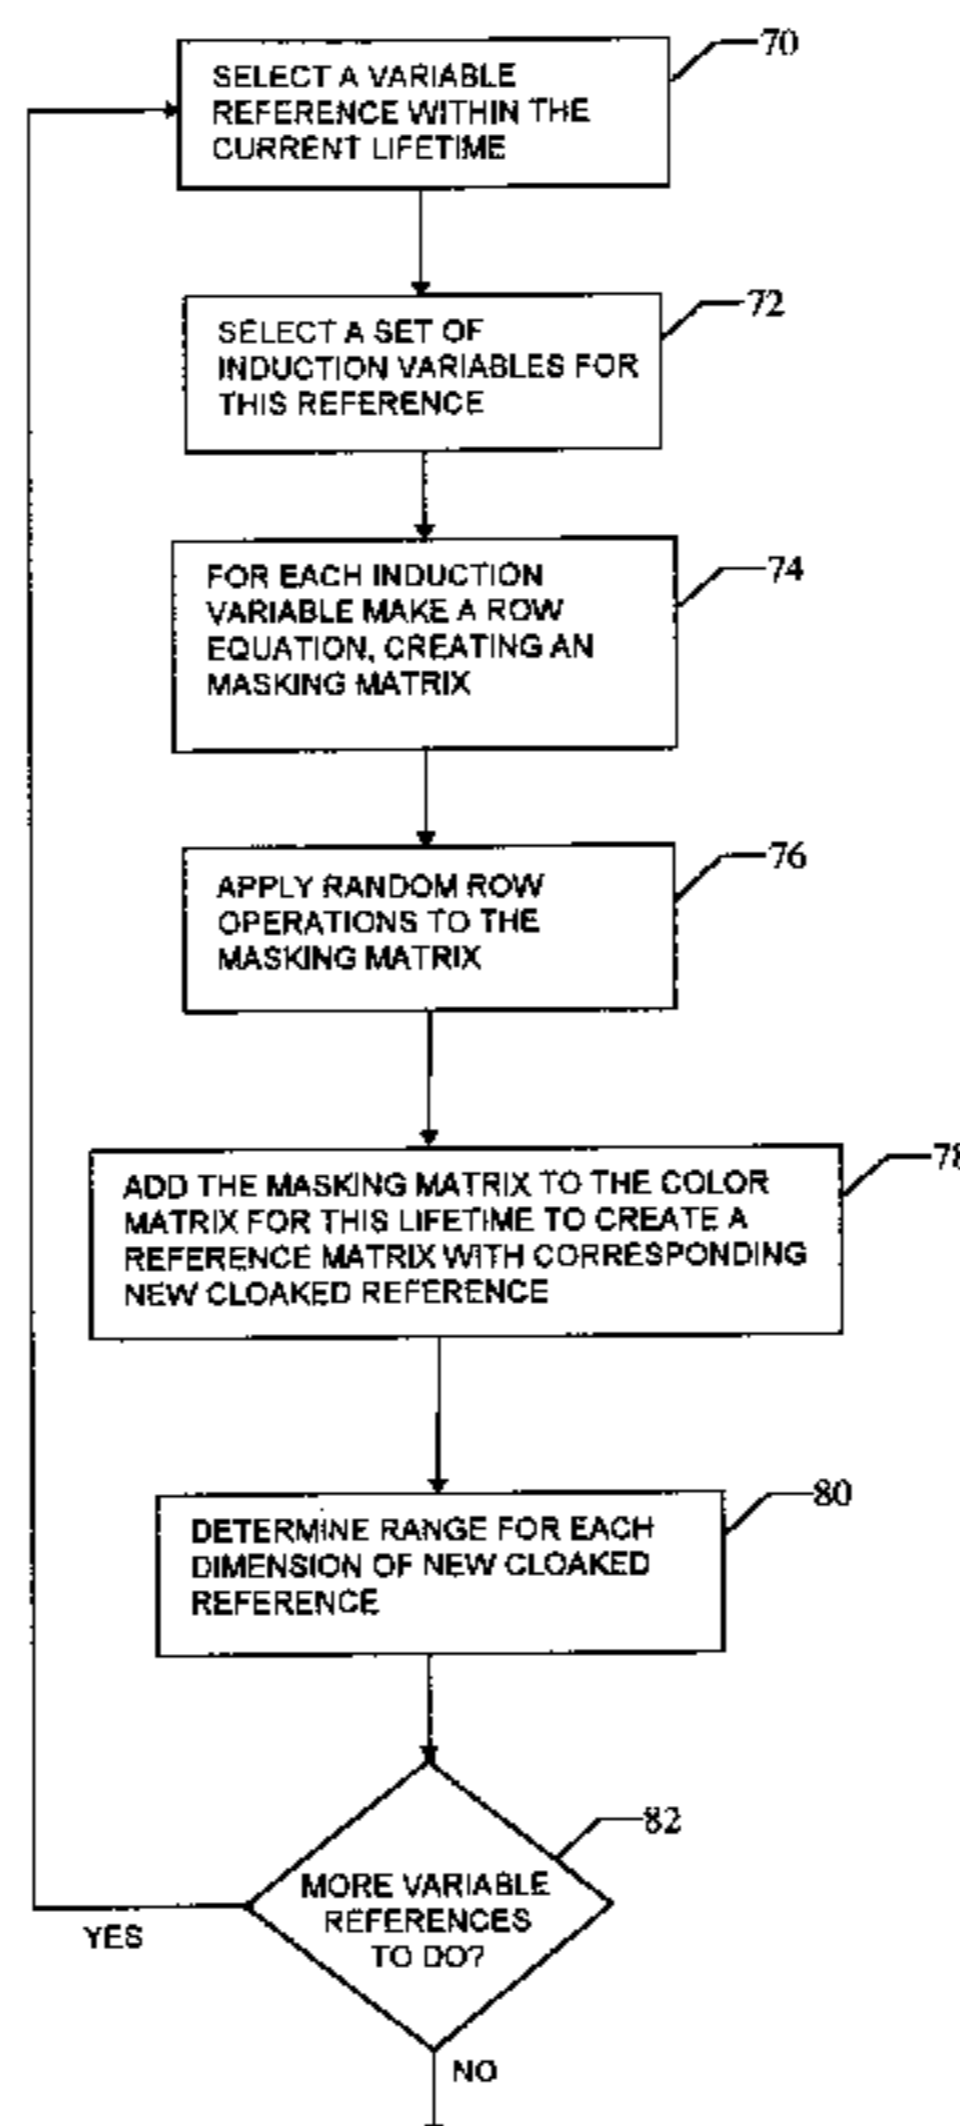 70
SELECT A VARIABLE
REFERENCE WITHIN THE
CURRENT LIFETIME
72
SELECT A SET OF
INDUCTION VARIABLES FOR
THIS REFERENCE
74
FOR EACH INDUCTION
VARIABLE MAKE A ROW
EQUATION, CREATING AN
MASKING MATRIX
76
APPLY RANDOM ROW
OPERATIONS TO THE
MASKING MATRIX
78
ADD THE MASKING MATRIX TO THE COLOR
MATRIX FOR THIS LIFETIME TO CREATE A
REFERENCE MATRIX WITH CORRESPONDING
NEW CLOAKED REFERENCE
80
DETERMINE RANGE FOR EACH
DIMENSION OF NEW CLOAKED
REFERENCE
82
MORE VARIABLE
REFERENCES
TO DO?
YES
NO